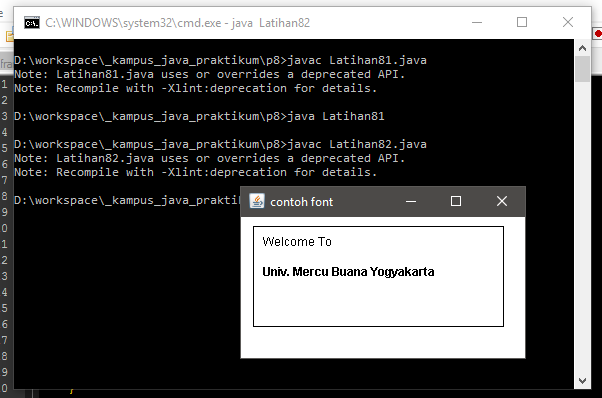 C:\WINDOWS\system32\cmd.exe - java  Latihan82
D:\workspace\_kampus_java_praktikum\p8>javac Latihan81.java
Note: Latihan81.java uses or overrides a deprecated API.
Note: Recompile with -Xlint:deprecation for details.
D:\workspace\_kampus_java_praktikum\p8>java Latihan81
D:\workspace\_kampus_java_praktikum\p8>javac Latihan82.java
Note: Latihan82.java uses or overrides a deprecated API.
Note: Recompile with -Xlint:deprecation for details.
D:\workspace\_kampus_java_prakti
contoh font
Welcome To
Univ. Mercu Buana Yogyakarta